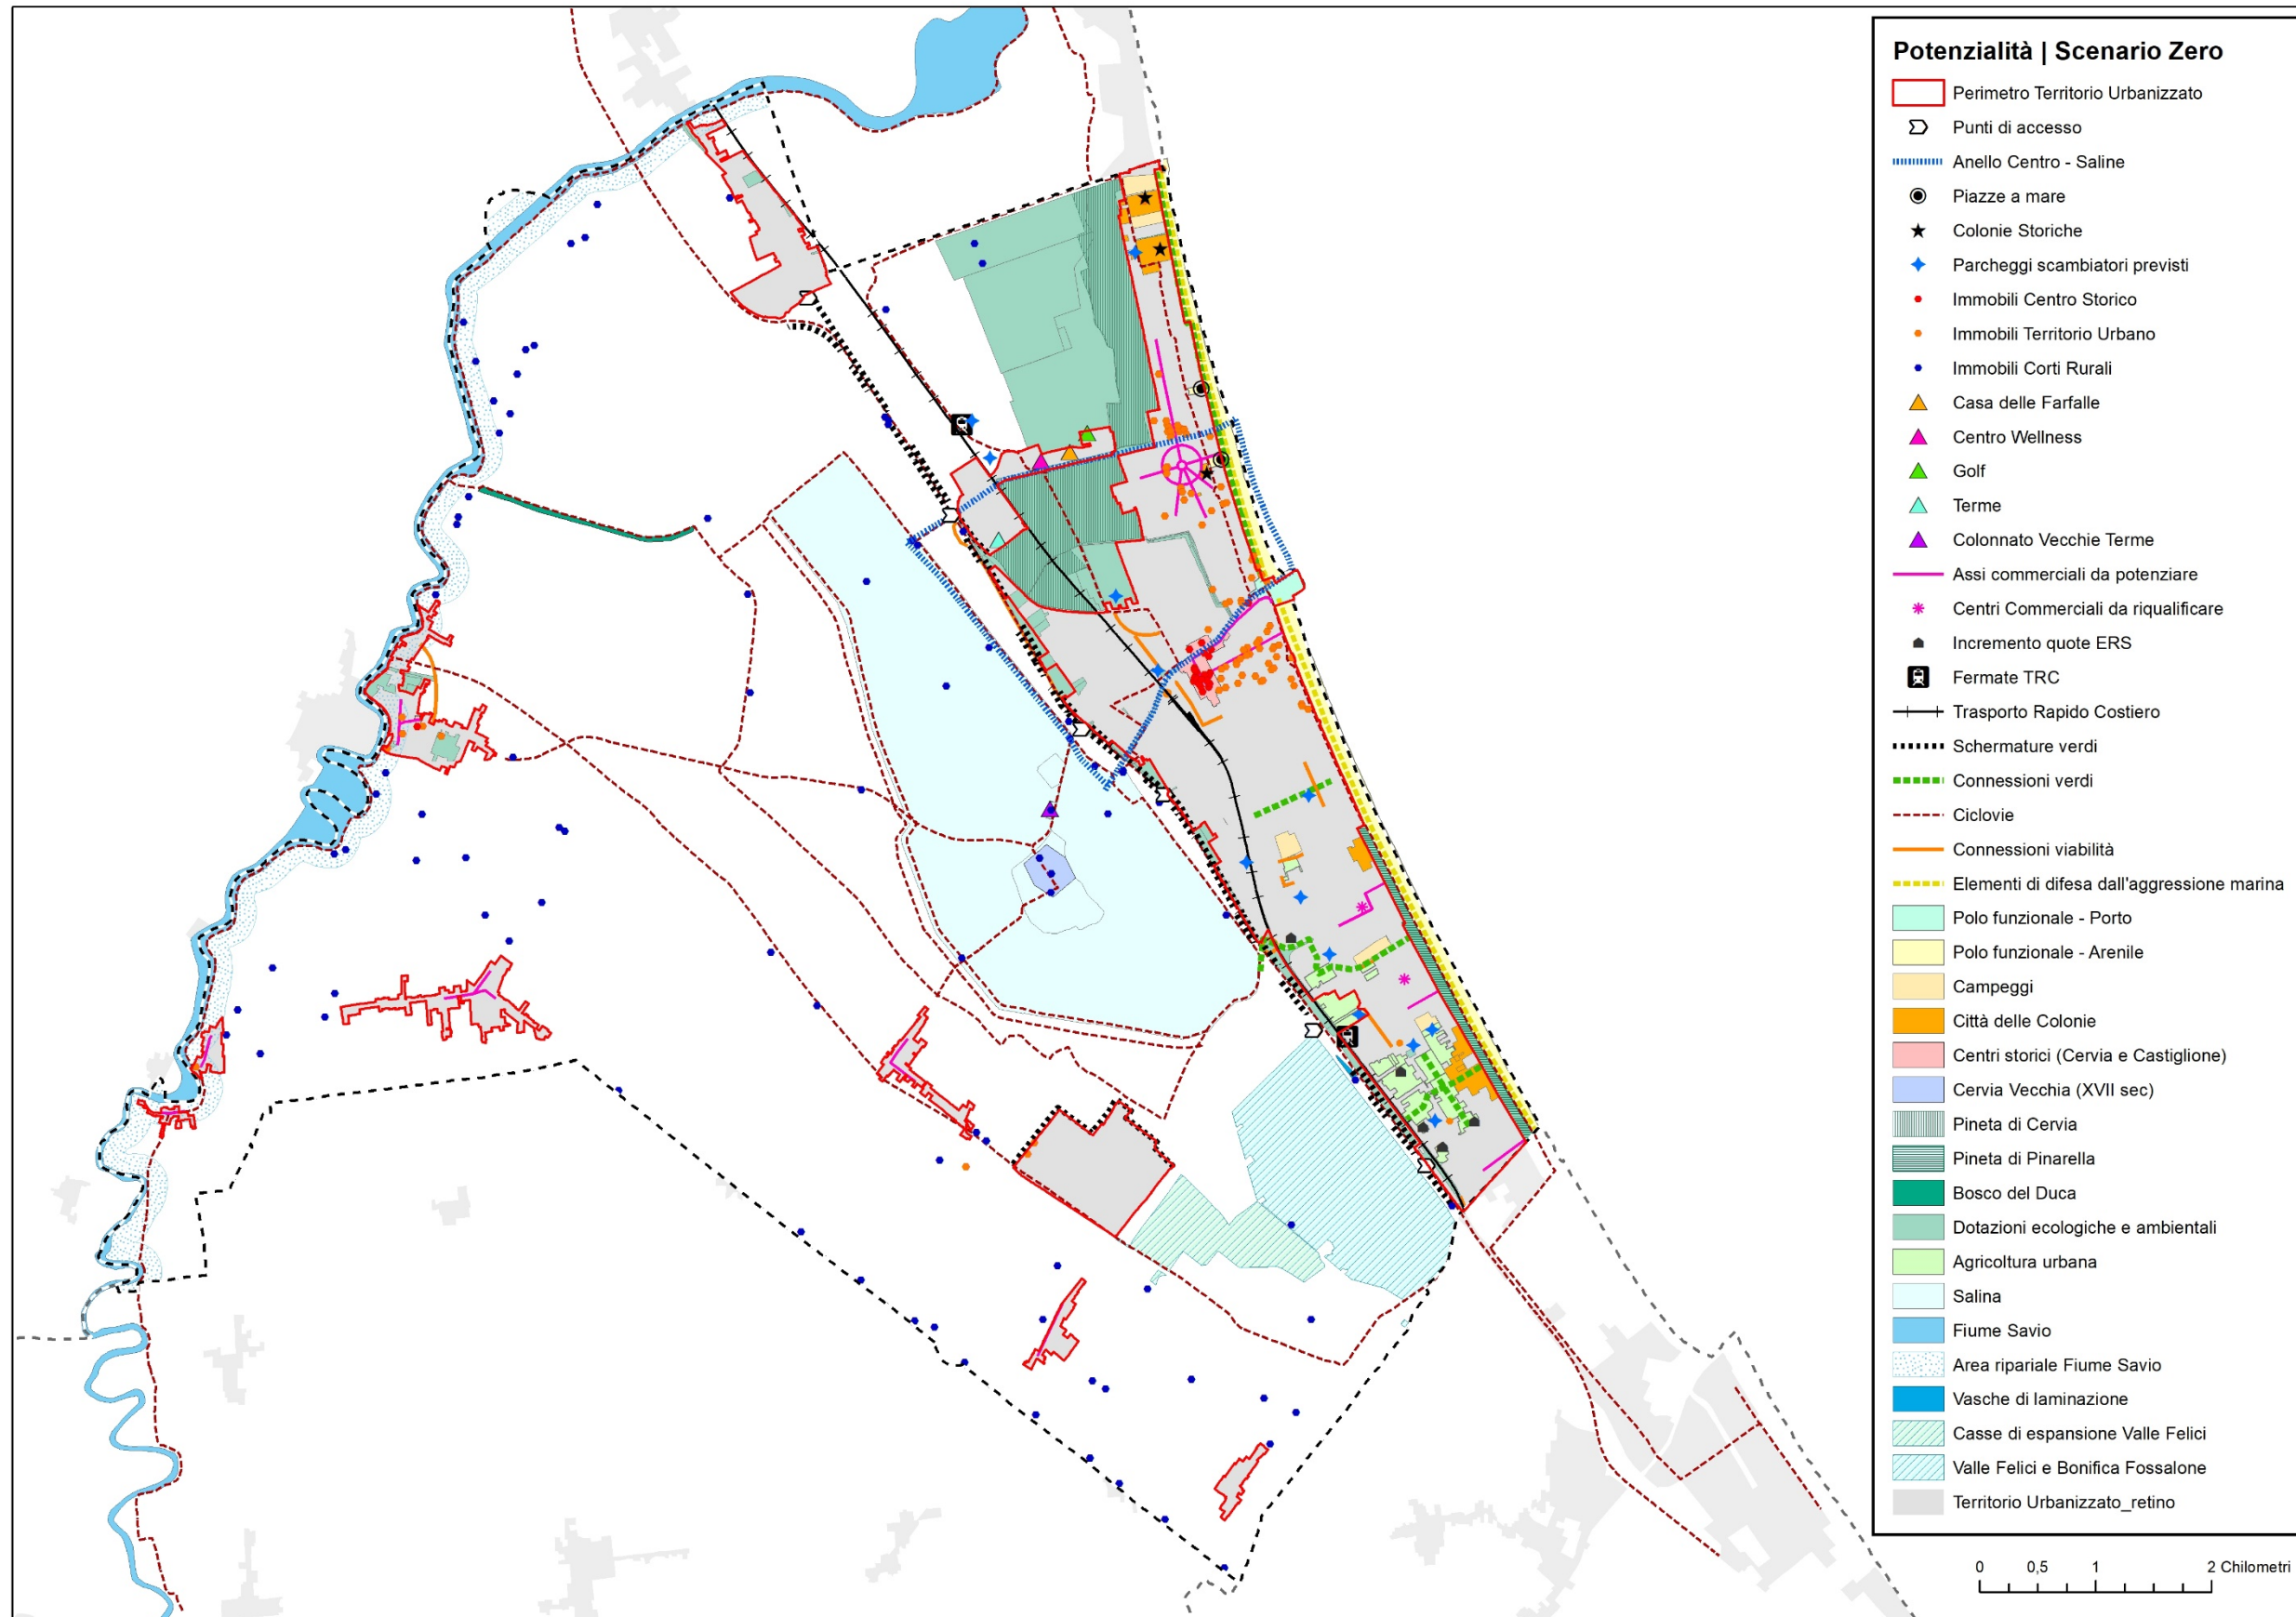 Potenzialità | Scenario Zero
Perimetro Territorio Urbanizzato
Punti di accesso
Anello Centro - Saline
Piazze a mare
Colonie Storiche
Parcheggi scambiatori previsti
Immobili Centro Storico
Immobili Territorio Urbano
Immobili Corti Rurali
Casa delle Farfalle
Centro Wellness
Golf
Terme
Colonnato Vecchie Terme
Assi commerciali da potenziare
Centri Commerciali da riqualificare
Incremento quote ERS
Fermate TRC
Trasporto Rapido Costiero
Schermature verdi
Connessioni verdi
Ciclovie
Connessioni viabilità
Elementi di difesa dall'aggressione marina
Polo funzionale - Porto
Polo funzionale - Arenile
Campeggi
Città delle Colonie
Centri storici (Cervia e Castiglione)
Cervia Vecchia (XVII sec)
Pineta di Cervia
Pineta di Pinarella
Bosco del Duca
Dotazioni ecologiche e ambientali
Agricoltura urbana
Salina
Fiume Savio
Area ripariale Fiume Savio
Vasche di laminazione
Casse di espansione Valle Felici
Valle Felici e Bonifica Fossalone
Territorio Urbanizzato_retino
0 0,5 1 2 Chilometri